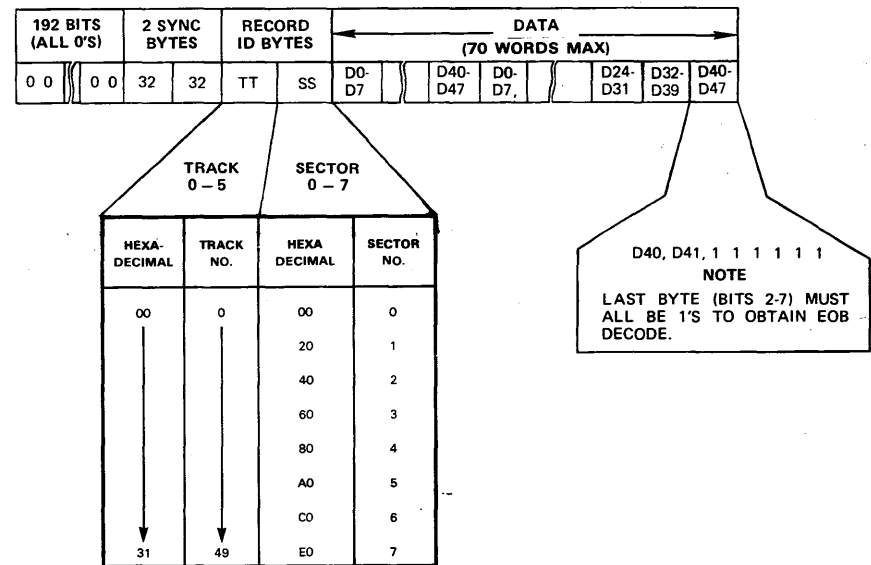 192 BITS (ALL 0'S)
2 SYNC BYTES
RECORD ID BYTES
DATA
(70 WORDS MAX)
0 0 0 0 32 32 TT SS D0-D7 D40-D47 D0-D7, D24-D31 D32-D39 D40-D47
TRACK 0 – 5
SECTOR 0 – 7
HEXA-DECIMAL TRACK NO. HEXA DECIMAL SECTOR NO.
00 0 00 0
20 1
40 2
60 3
80 4
A0 5
C0 6
31 49 E0 7
D40, D41, 1 1 1 1 1 1
NOTE
LAST BYTE (BITS 2-7) MUST
ALL BE 1'S TO OBTAIN EOB
DECODE.